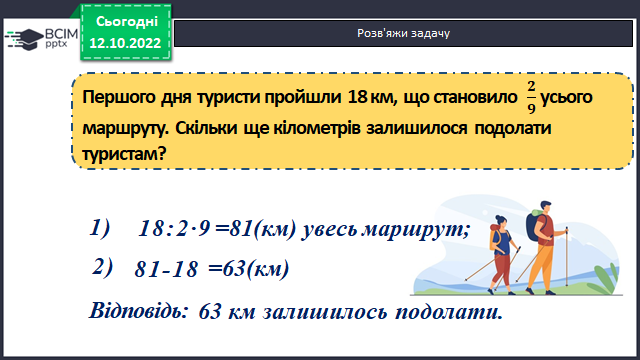 Сьогодні
12.10.2022
ВСІМ
pptx
Розв'яжи задачу
Першого дня туристи пройшли 18 км, що становило 2/9 усього
маршруту. Скільки ще кілометрів залишилося подолати
туристам?
1) 18:2·9 =81(км) увесь маршрут;
2) 81-18 =63(км)
Відповідь: 63 км залишилось подолати.